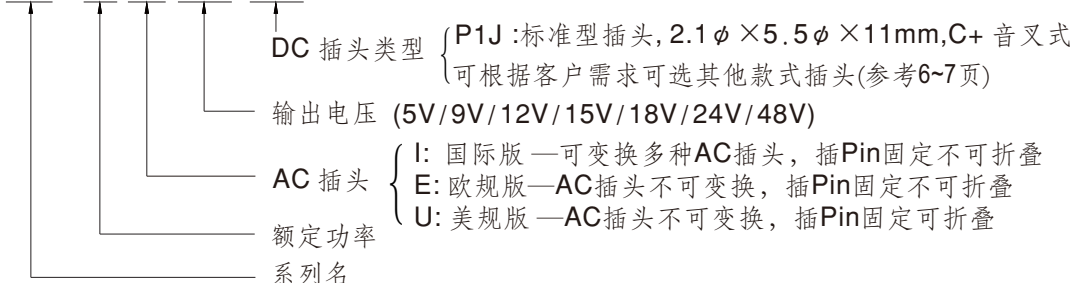 DC 插头类型
P1J :标准型插头, 2.1φ×5.5φ×11mm,C+ 音叉式
可根据客户需求可选其他款式插头(参考6~7页)
输出电压 (5V/9V/12V/15V/18V/24V/48V)
AC 插头
I: 国际版 —可变换多种AC插头，插Pin固定不可折叠
E: 欧规版—AC插头不可变换，插Pin固定不可折叠
U: 美规版 —AC插头不可变换，插Pin固定可折叠
额定功率
系列名